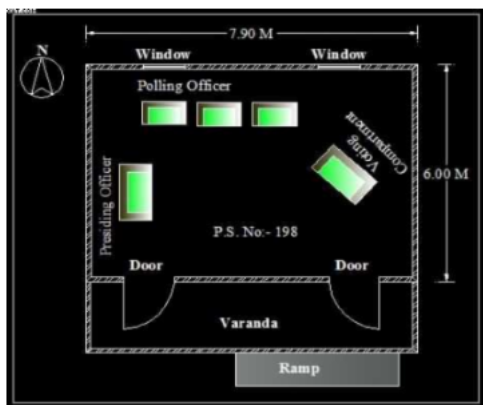 7.90 M
N
Window
Window
Polling Officer
Voting
Compartment
6.00 M
Presiding Officer
P.S. No:- 198
Door
Door
Varanda
Ramp